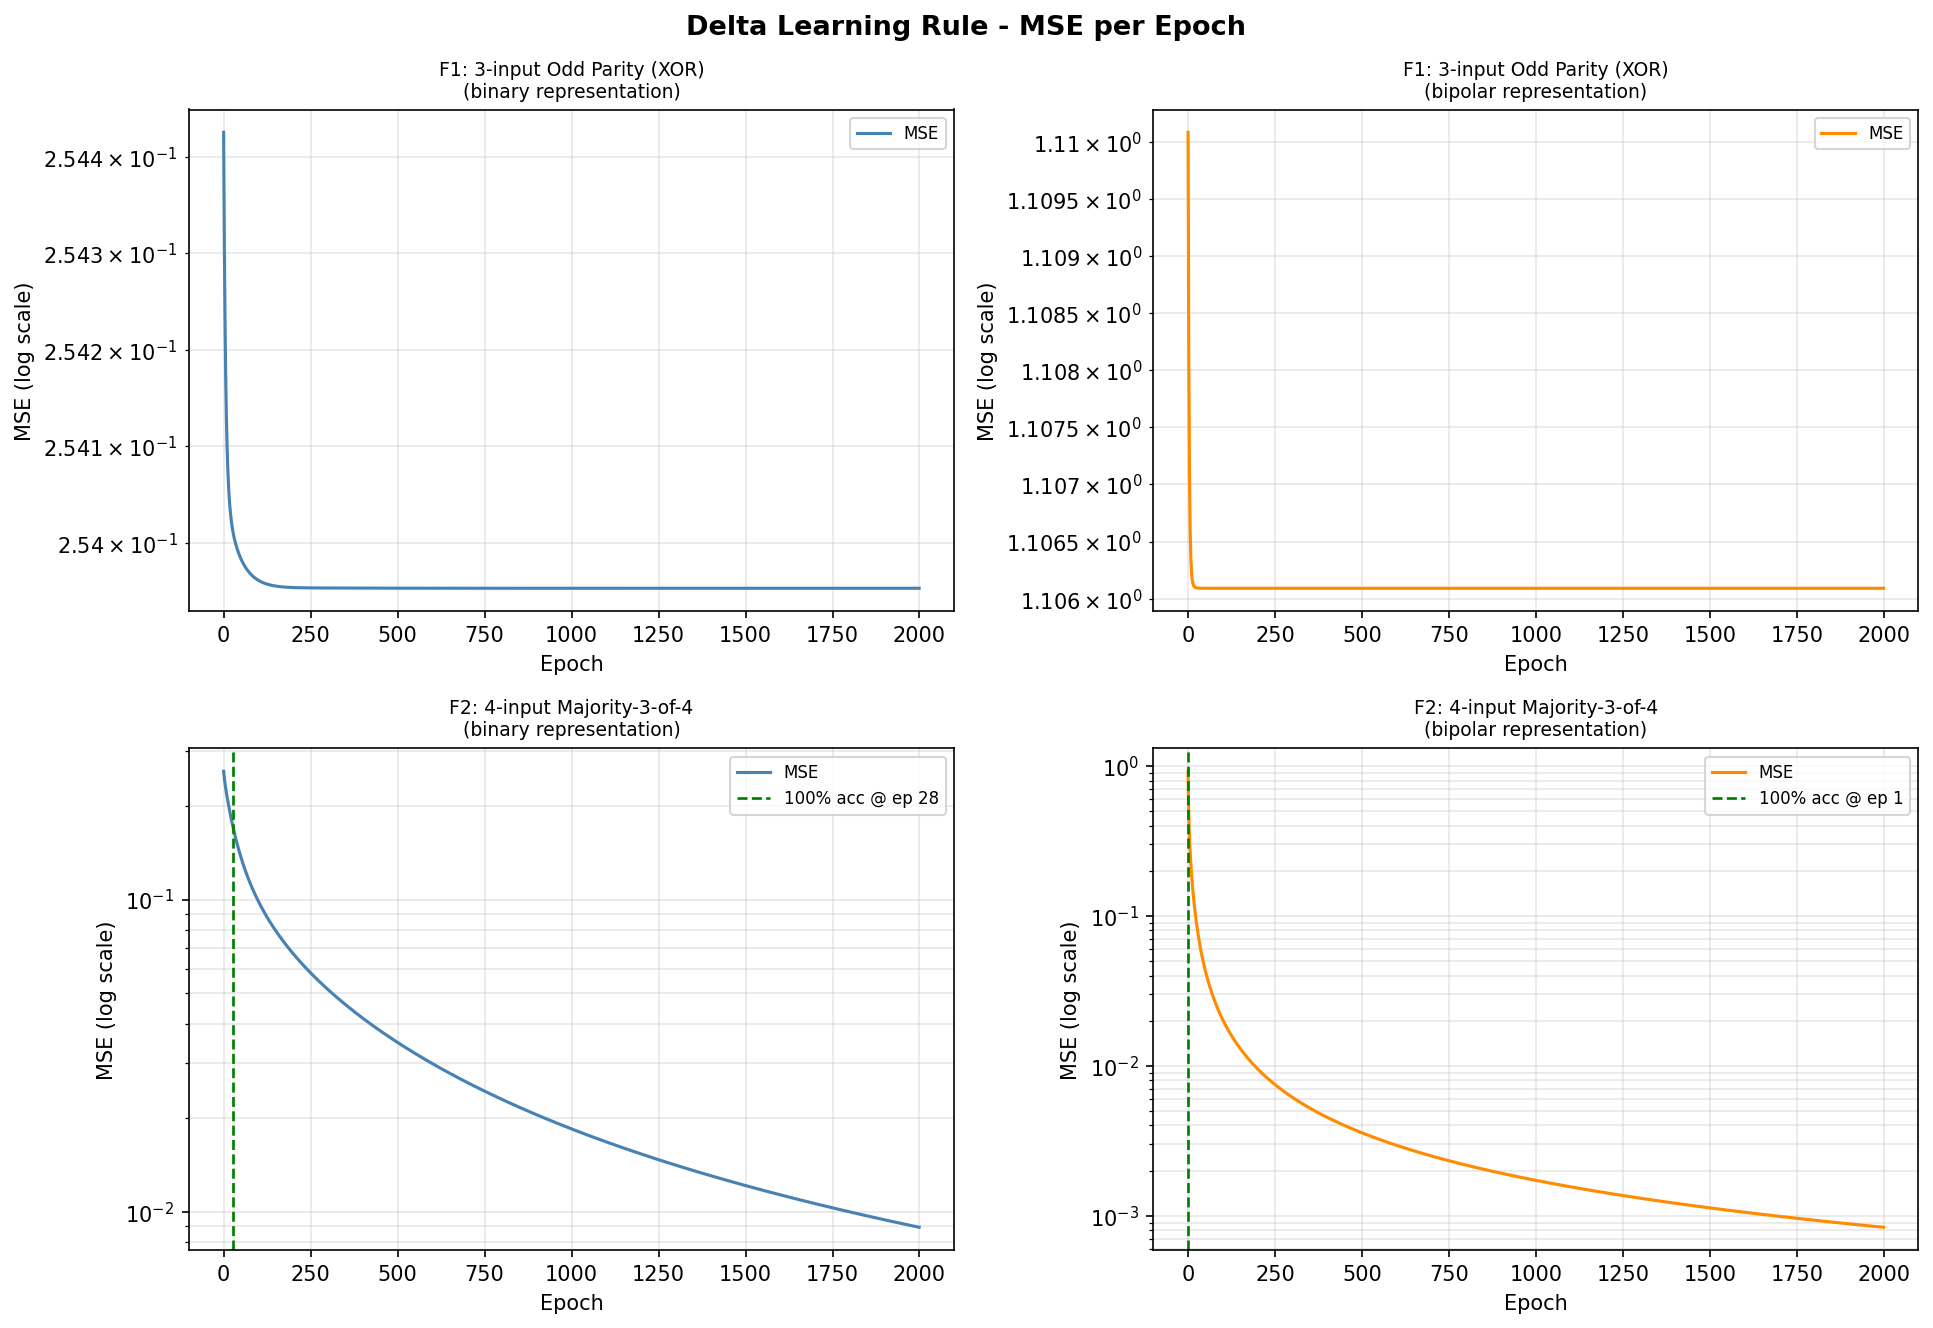 Delta Learning Rule - MSE per Epoch
F1: 3-input Odd Parity (XOR)
(binary representation)
MSE
2.544 × 10⁻¹
2.543 × 10⁻¹
2.542 × 10⁻¹
2.541 × 10⁻¹
2.54 × 10⁻¹
MSE (log scale)
0 250 500 750 1000 1250 1500 1750 2000
Epoch
F1: 3-input Odd Parity (XOR)
(bipolar representation)
MSE
1.11 × 10⁰
1.1095 × 10⁰
1.109 × 10⁰
1.1085 × 10⁰
1.108 × 10⁰
1.1075 × 10⁰
1.107 × 10⁰
1.1065 × 10⁰
1.106 × 10⁰
MSE (log scale)
0 250 500 750 1000 1250 1500 1750 2000
Epoch
F2: 4-input Majority-3-of-4
(binary representation)
MSE
100% acc @ ep 28
10⁻¹
10⁻²
MSE (log scale)
0 250 500 750 1000 1250 1500 1750 2000
Epoch
F2: 4-input Majority-3-of-4
(bipolar representation)
MSE
100% acc @ ep 1
10⁰
10⁻¹
10⁻²
10⁻³
MSE (log scale)
0 250 500 750 1000 1250 1500 1750 2000
Epoch